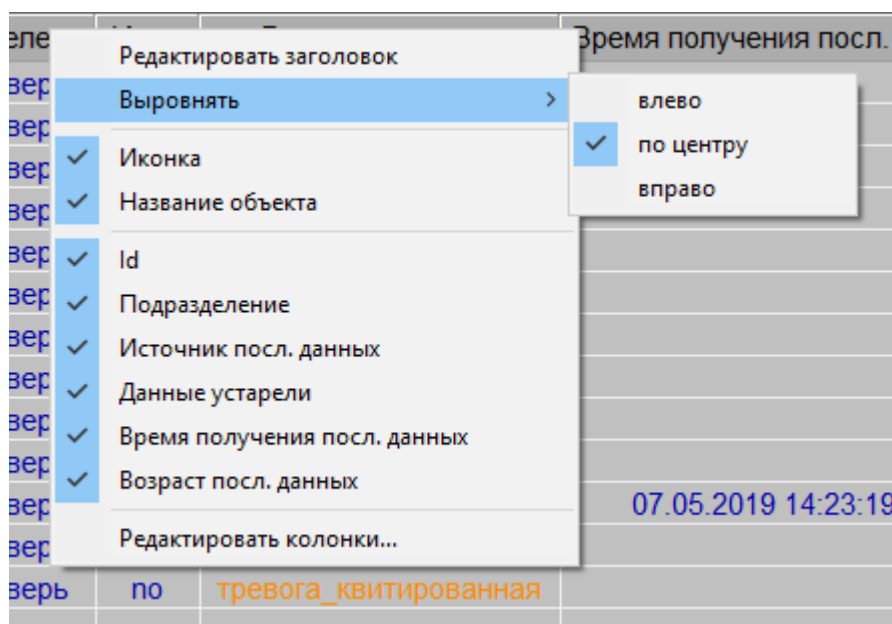 Время получения посл.
Редактировать заголовок
Выровнять
влево
по центру
вправо
Иконка
Название объекта
Id
Подразделение
Источник посл. данных
Данные устарели
Время получения посл. данных
Возраст посл. данных
07.05.2019 14:23:19
Редактировать колонки...
верь no тревога_квитированная